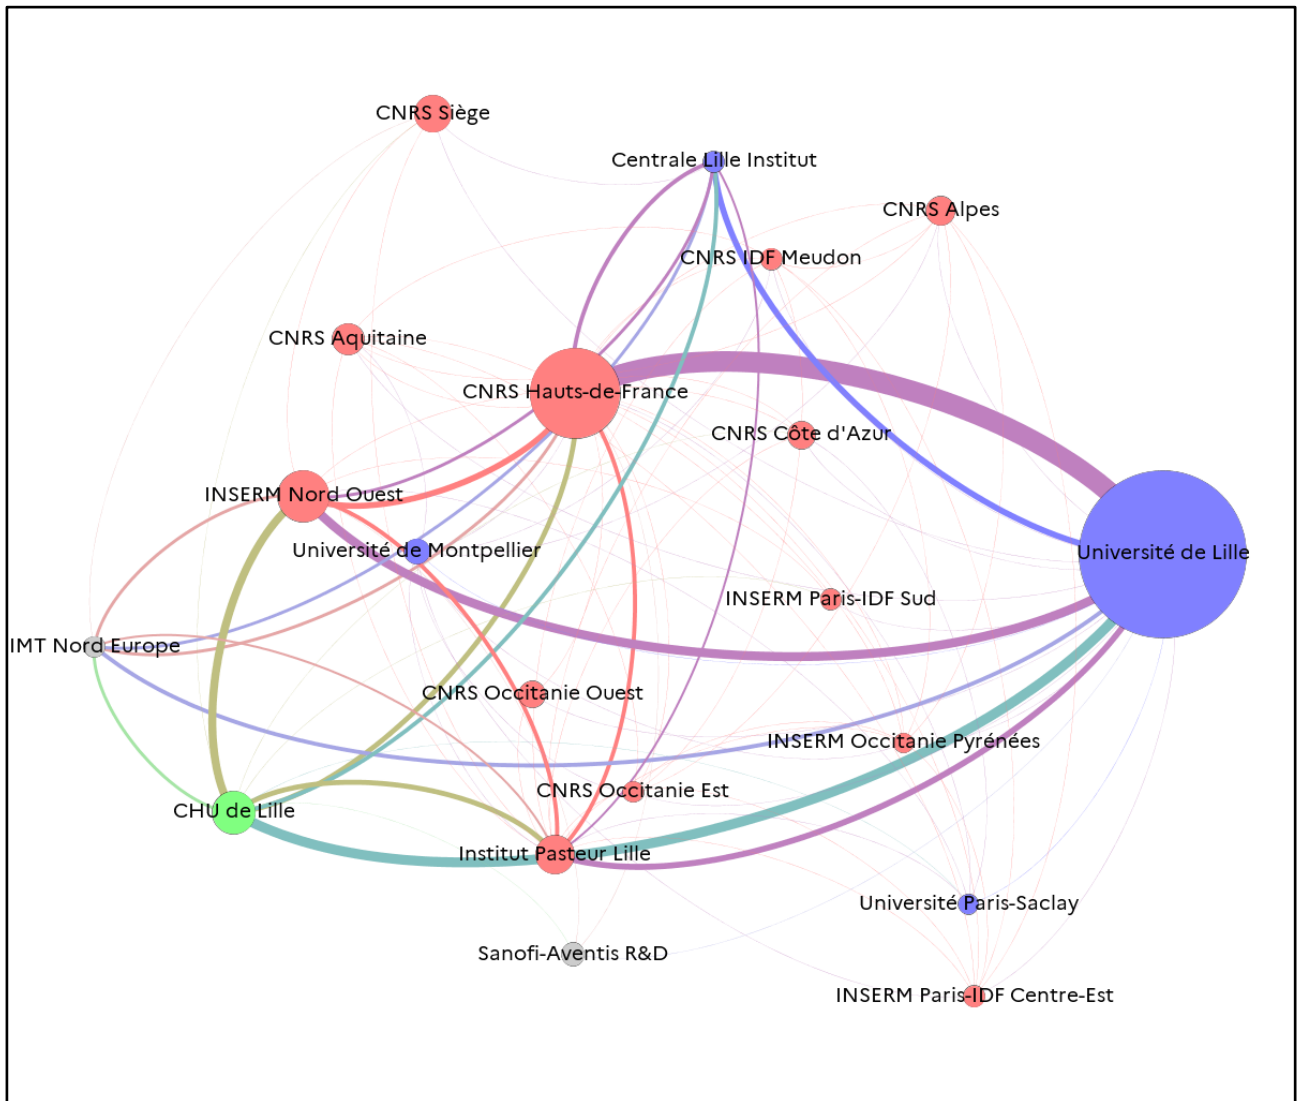 CNRS Siège
Centrale Lille Institut
CNRS Alpes
CNRS IDF Meudon
CNRS Aquitaine
CNRS Hauts-de-France
CNRS Côte d'Azur
INSERM Nord Ouest
Université de Montpellier
Université de Lille
INSERM Paris-IDF Sud
IMT Nord Europe
CNRS Occitanie Ouest
INSERM Occitanie Pyrénées
CNRS Occitanie Est
CHU de Lille
Institut Pasteur Lille
Université Paris-Saclay
Sanofi-Aventis R&D
INSERM Paris-IDF Centre-Est